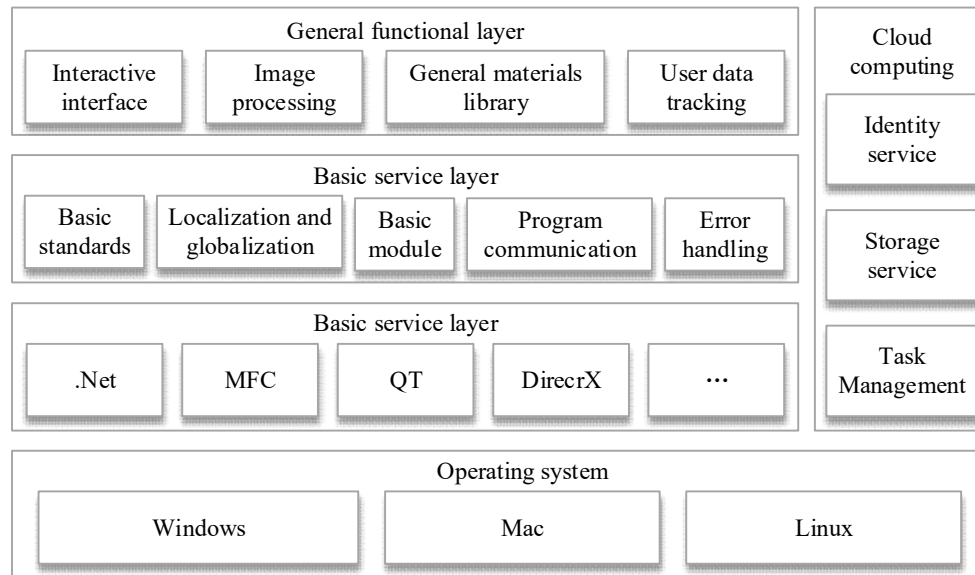 General functional layer
Interactive
interface
Image
processing
General materials
library
User data
tracking
Basic service layer
Basic
standards
Localization and
globalization
Basic
module
Program
communication
Error
handling
Basic service layer
.Net
MFC
QT
DirecrX
...
Cloud
computing
Identity
service
Storage
service
Task
Management
Operating system
Windows
Mac
Linux